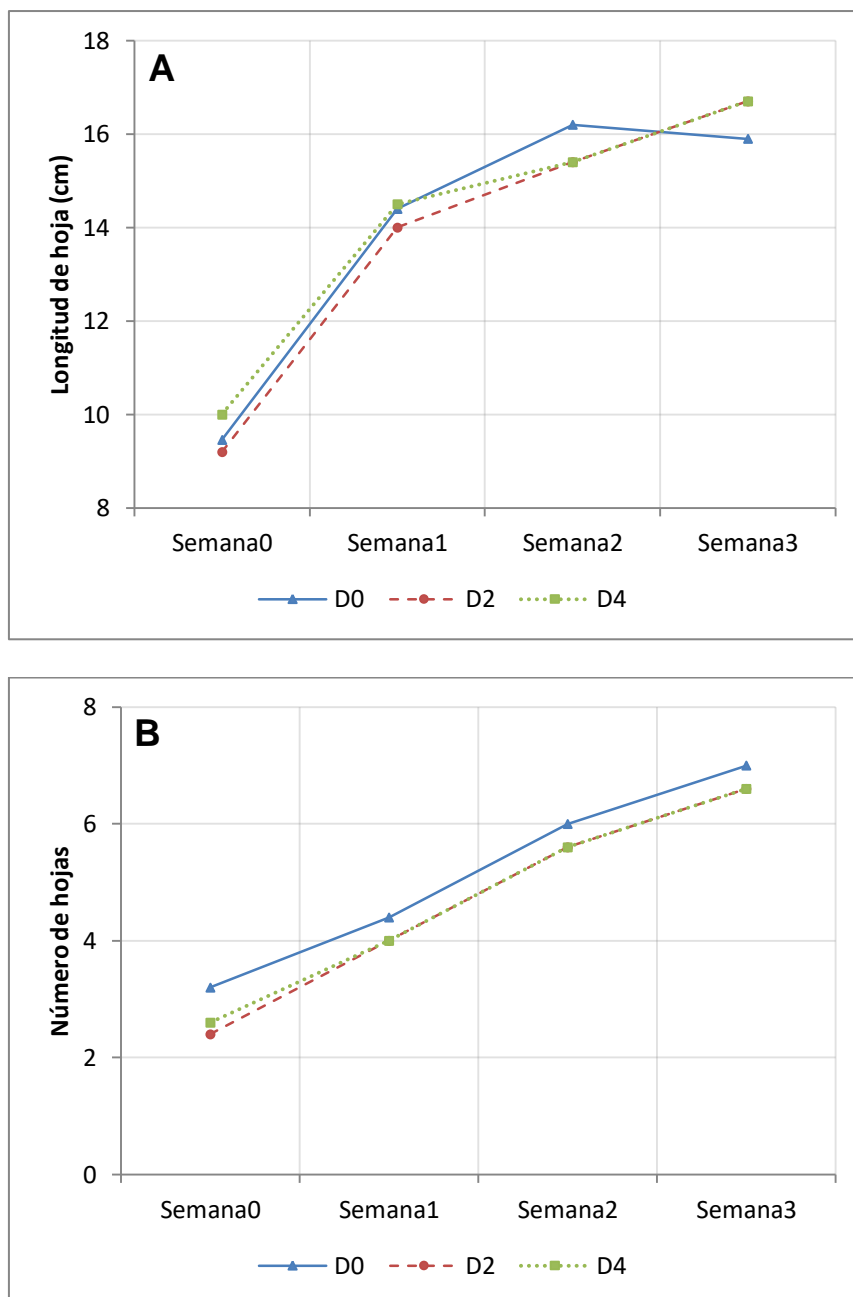 A
Longitud de hoja (cm)
18
16
14
12
10
8
Semana0 Semana1 Semana2 Semana3
D0 D2 D4
B
Número de hojas
8
6
4
2
0
Semana0 Semana1 Semana2 Semana3
D0 D2 D4